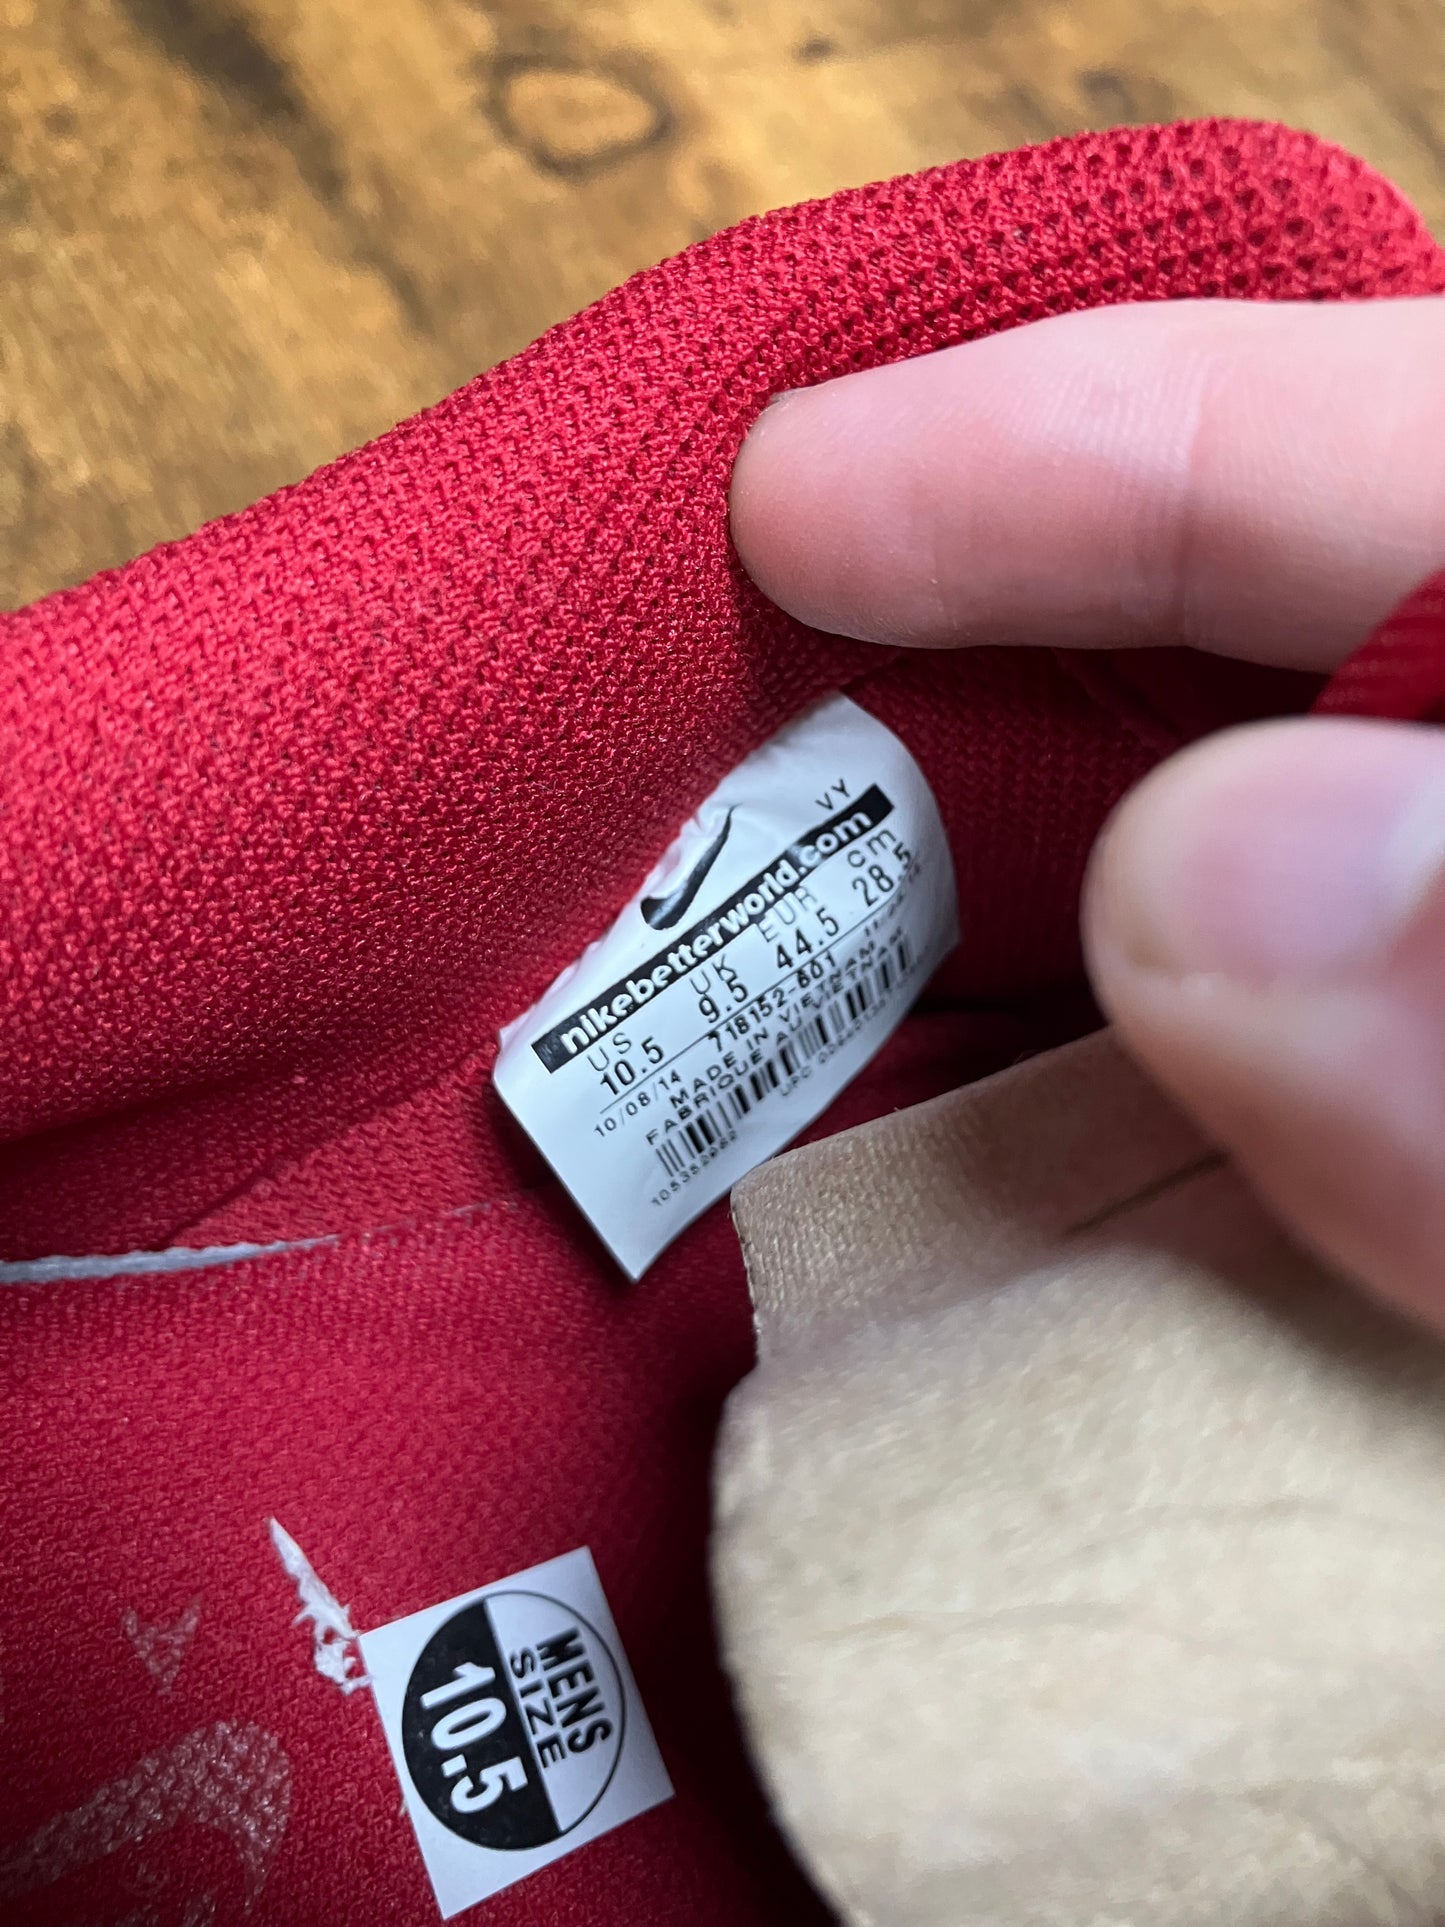 VY
nikebetterworld.com
US UK EUR cm
10.5 9.5 44.5 28.5
10/08/14 718152-601
MADE IN VIETNAM
FABRIQUE AU VIETNAM
UPC
MENS
SIZE
10.5